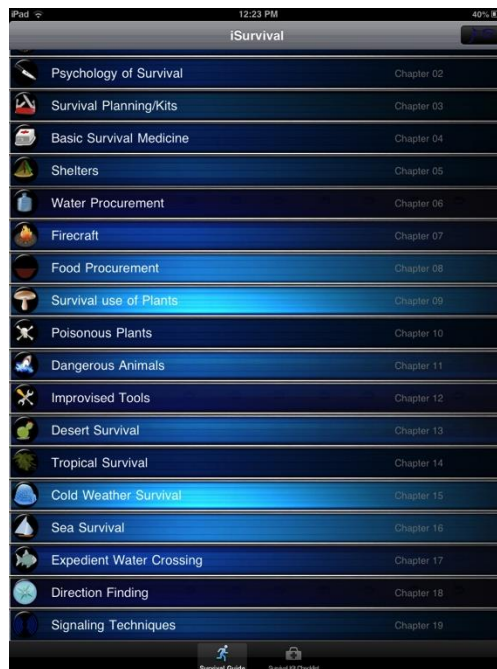 iPad 12:23 PM 40%
iSurvival
Psychology of Survival Chapter 02
Survival Planning/Kits Chapter 03
Basic Survival Medicine Chapter 04
Shelters Chapter 05
Water Procurement Chapter 06
Firecraft Chapter 07
Food Procurement Chapter 08
Survival use of Plants Chapter 09
Poisonous Plants Chapter 10
Dangerous Animals Chapter 11
Improvised Tools Chapter 12
Desert Survival Chapter 13
Tropical Survival Chapter 14
Cold Weather Survival Chapter 15
Sea Survival Chapter 16
Expedient Water Crossing Chapter 17
Direction Finding Chapter 18
Signaling Techniques Chapter 19
Survival Guide Survival Kit Checklist